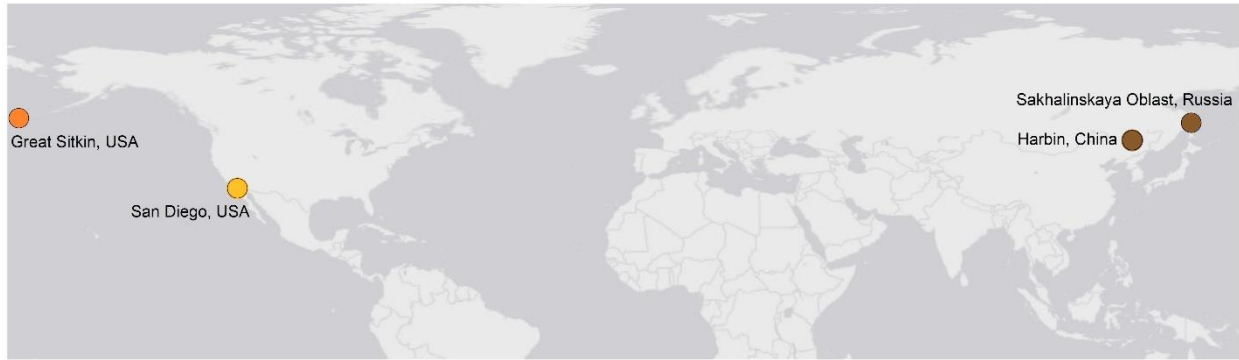 Sakhalinskaya Oblast, Russia
Great Sitkin, USA
Harbin, China
San Diego, USA